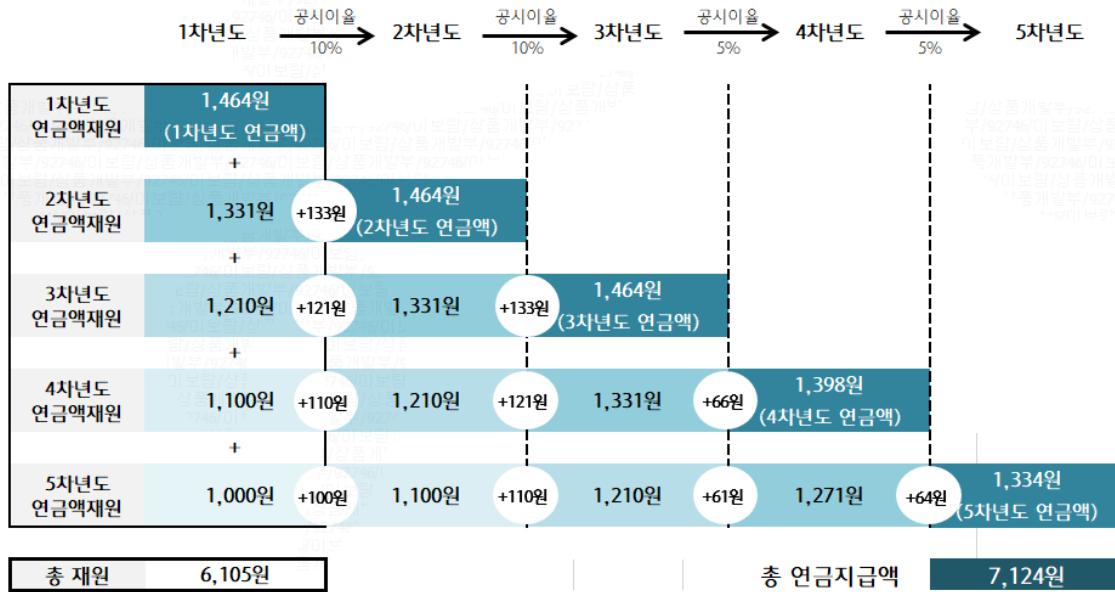 1차년도 공시이율 10% 2차년도 공시이율 10% 3차년도 공시이율 5% 4차년도 공시이율 5% 5차년도
1차년도
연금액재원
1,464원
(1차년도 연금액)
+
2차년도
연금액재원
1,331원 +133원 1,464원
(2차년도 연금액)
+
3차년도
연금액재원
1,210원 +121원 1,331원 +133원 1,464원
(3차년도 연금액)
+
4차년도
연금액재원
1,100원 +110원 1,210원 +121원 1,331원 +66원 1,398원
(4차년도 연금액)
+
5차년도
연금액재원
1,000원 +100원 1,100원 +110원 1,210원 +61원 1,271원 +64원 1,334원
(5차년도 연금액)
총 재원 6,105원 총 연금지급액 7,124원